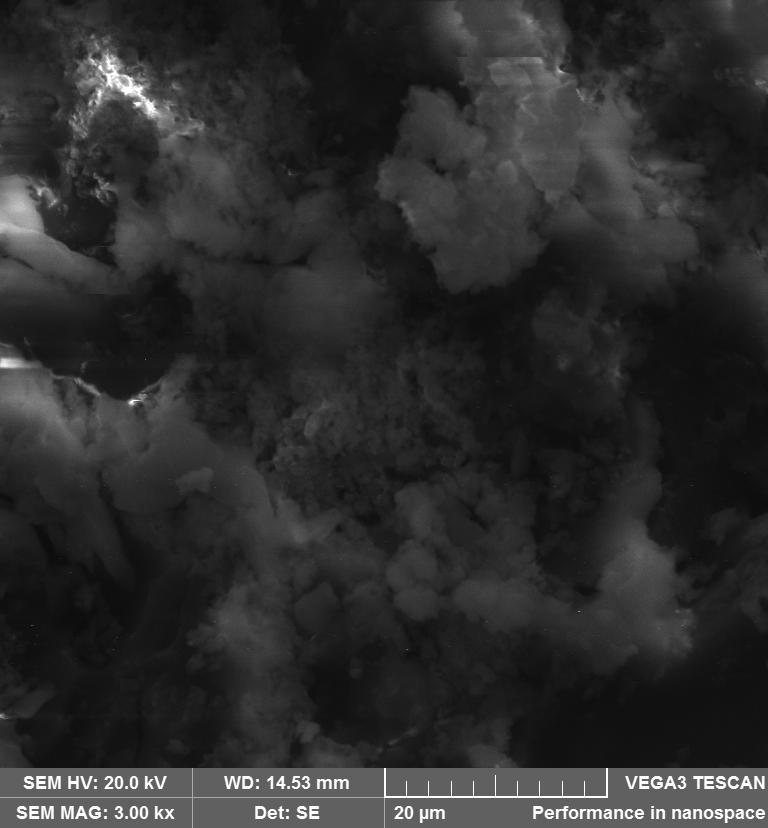 SEM HV: 20.0 kV
WD: 14.53 mm
VEGA3 TESCAN
SEM MAG: 3.00 kx
Det: SE
20 µm
Performance in nanospace